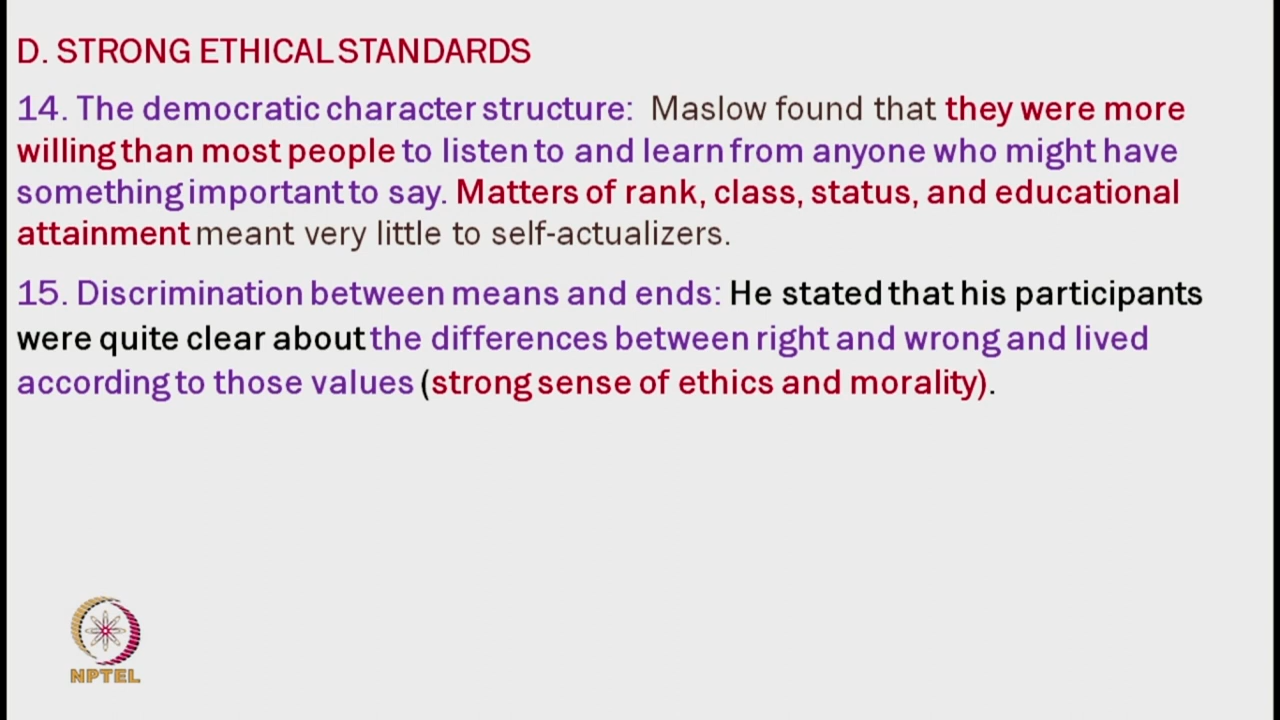 D. STRONG ETHICAL STANDARDS
14. The democratic character structure: Maslow found that they were more
willing than most people to listen to and learn from anyone who might have
something important to say. Matters of rank, class, status, and educational
attainment meant very little to self-actualizers.
15. Discrimination between means and ends: He stated that his participants
were quite clear about the differences between right and wrong and lived
according to those values (strong sense of ethics and morality).
NPTEL